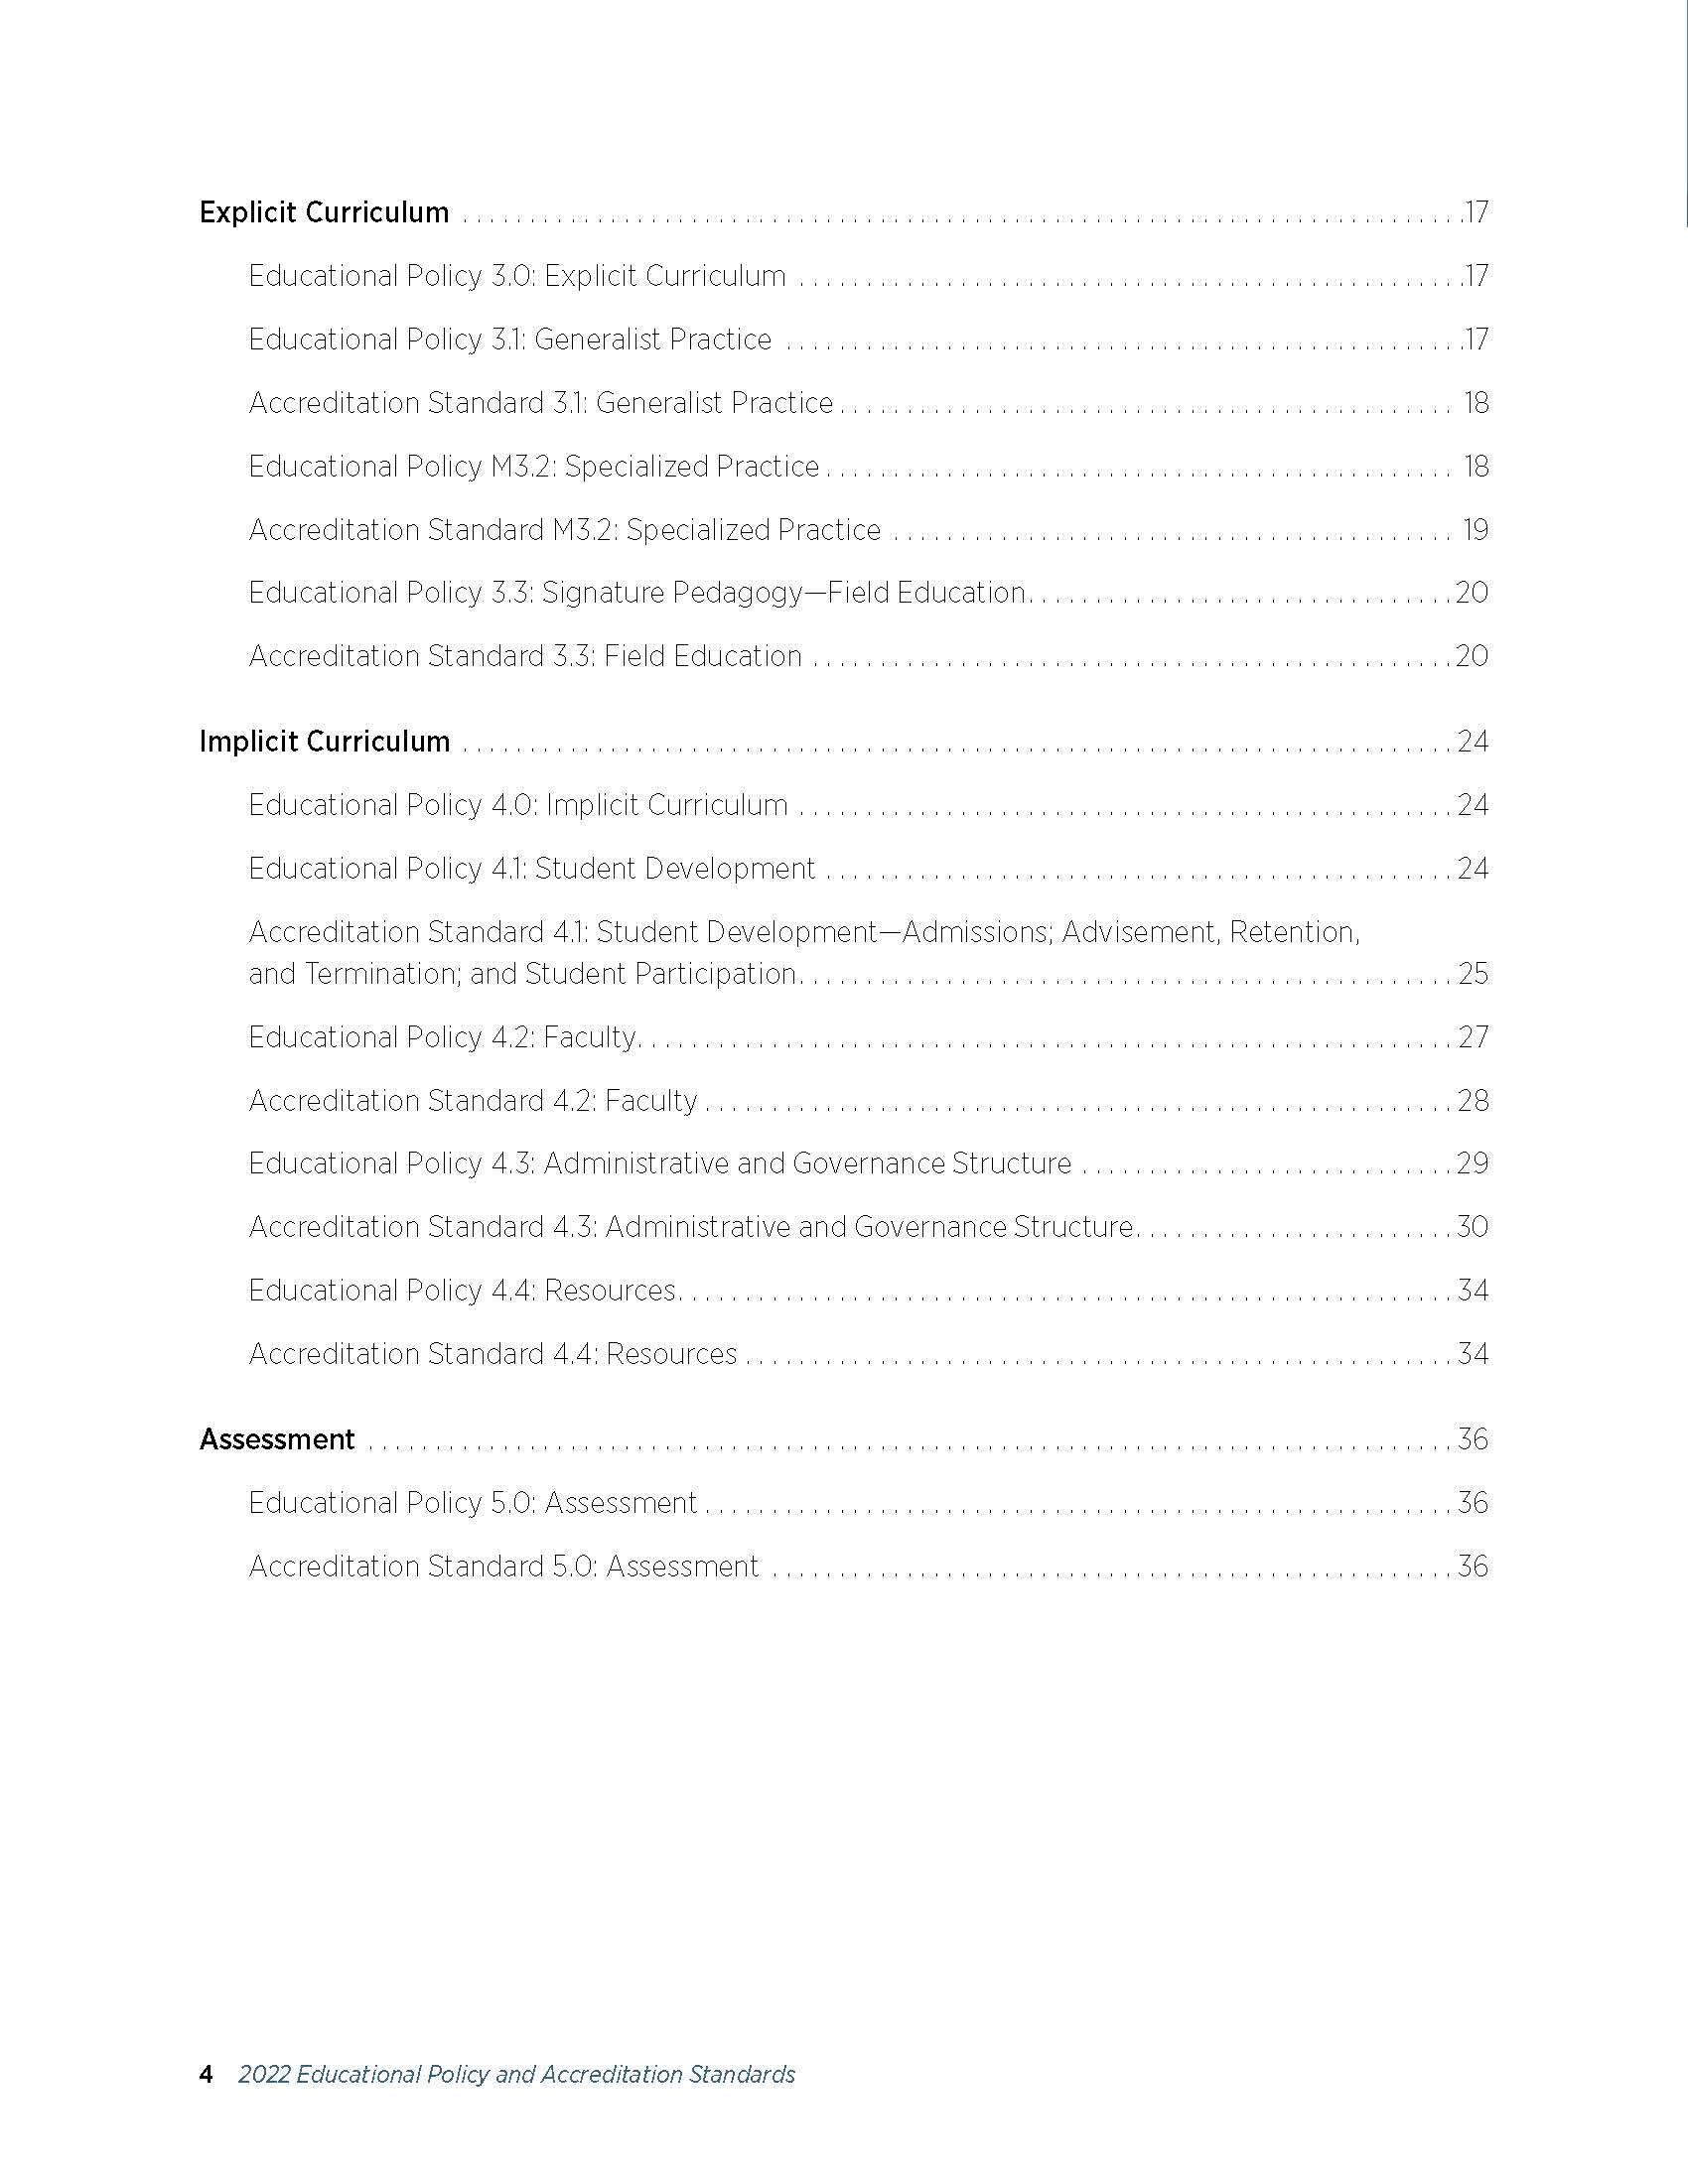 Explicit Curriculum . . . . . . . . . . . . . . . . . . . . . . . . . . . . . . . . . . . . . . . .17
Educational Policy 3.0: Explicit Curriculum . . . . . . . . . . . . . . . . . . . . . . . . . . . . . .17
Educational Policy 3.1: Generalist Practice . . . . . . . . . . . . . . . . . . . . . . . . . . . . . .17
Accreditation Standard 3.1: Generalist Practice . . . . . . . . . . . . . . . . . . . . . . . . . . . . 18
Educational Policy M3.2: Specialized Practice . . . . . . . . . . . . . . . . . . . . . . . . . . . . 18
Accreditation Standard M3.2: Specialized Practice . . . . . . . . . . . . . . . . . . . . . . . . . . 19
Educational Policy 3.3: Signature Pedagogy—Field Education. . . . . . . . . . . . . . . . . . . . 20
Accreditation Standard 3.3: Field Education . . . . . . . . . . . . . . . . . . . . . . . . . . . . 20
Implicit Curriculum . . . . . . . . . . . . . . . . . . . . . . . . . . . . . . . . . . . . . . . . 24
Educational Policy 4.0: Implicit Curriculum . . . . . . . . . . . . . . . . . . . . . . . . . . . . 24
Educational Policy 4.1: Student Development . . . . . . . . . . . . . . . . . . . . . . . . . . . . 24
Accreditation Standard 4.1: Student Development—Admissions; Advisement, Retention,
and Termination; and Student Participation. . . . . . . . . . . . . . . . . . . . . . . . . . . . . 25
Educational Policy 4.2: Faculty. . . . . . . . . . . . . . . . . . . . . . . . . . . . . . . . . . . 27
Accreditation Standard 4.2: Faculty . . . . . . . . . . . . . . . . . . . . . . . . . . . . . . . . 28
Educational Policy 4.3: Administrative and Governance Structure . . . . . . . . . . . . . . . . . 29
Accreditation Standard 4.3: Administrative and Governance Structure. . . . . . . . . . . . . . . 30
Educational Policy 4.4: Resources. . . . . . . . . . . . . . . . . . . . . . . . . . . . . . . . . 34
Accreditation Standard 4.4: Resources . . . . . . . . . . . . . . . . . . . . . . . . . . . . . . . 34
Assessment . . . . . . . . . . . . . . . . . . . . . . . . . . . . . . . . . . . . . . . . . . . . 36
Educational Policy 5.0: Assessment . . . . . . . . . . . . . . . . . . . . . . . . . . . . . . . . 36
Accreditation Standard 5.0: Assessment . . . . . . . . . . . . . . . . . . . . . . . . . . . . . . 36
4 2022 Educational Policy and Accreditation Standards